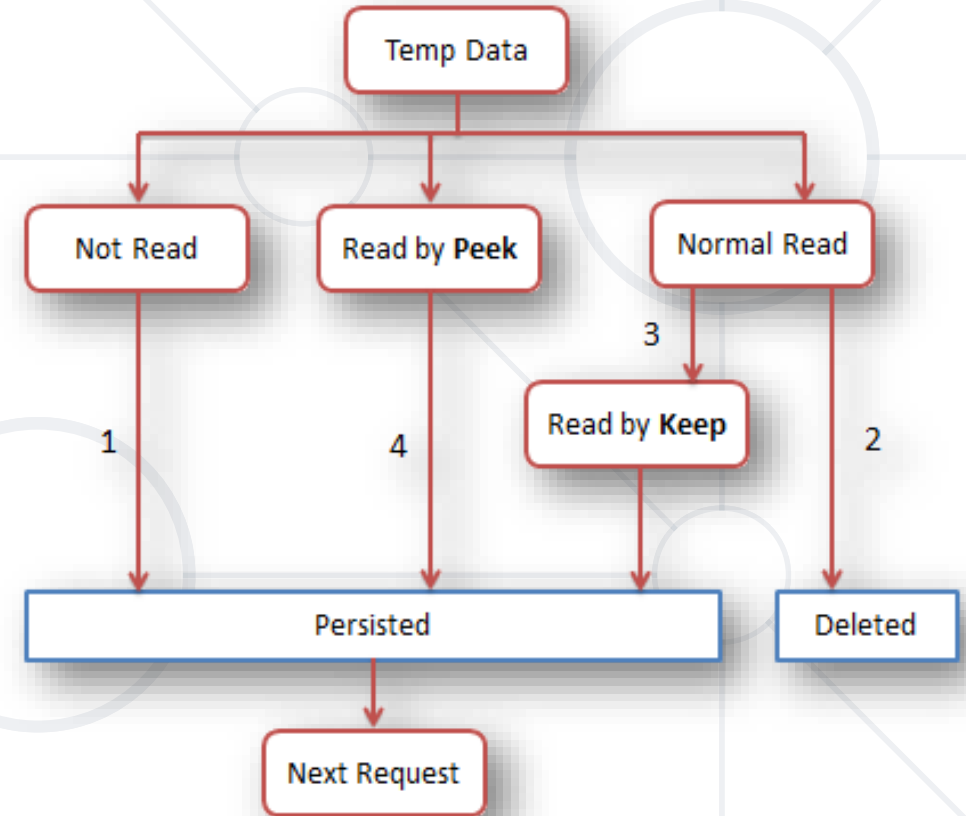 Temp Data
Not Read
Read by Peek
Normal Read
3
Read by Keep
1
4
2
Persisted
Deleted
Next Request